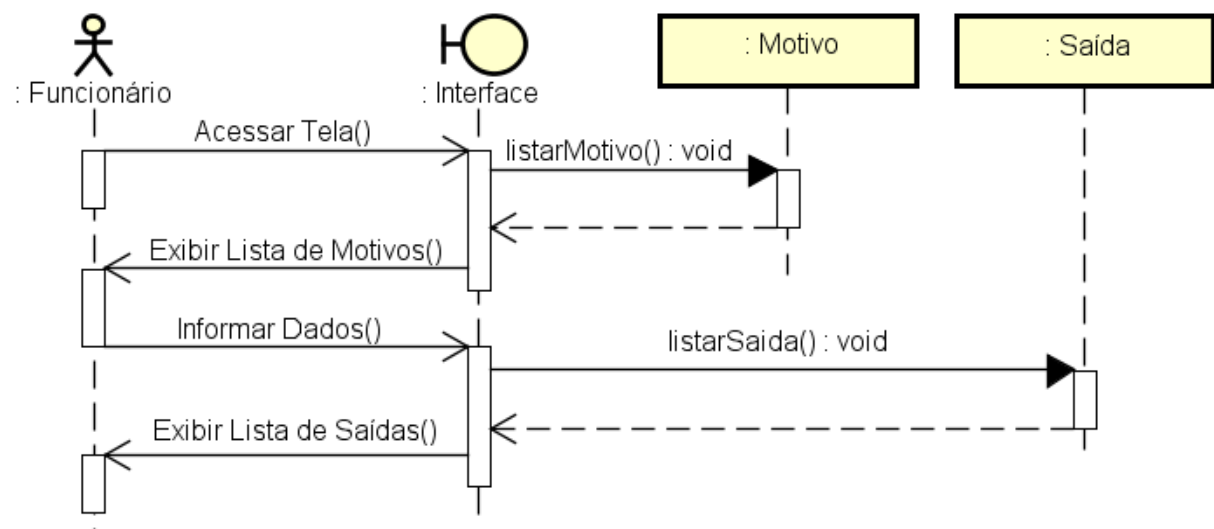 : Funcionário
: Interface
: Motivo
: Saída
Acessar Tela()
listarMotivo() : void
Exibir Lista de Motivos()
Informar Dados()
listarSaida() : void
Exibir Lista de Saídas()